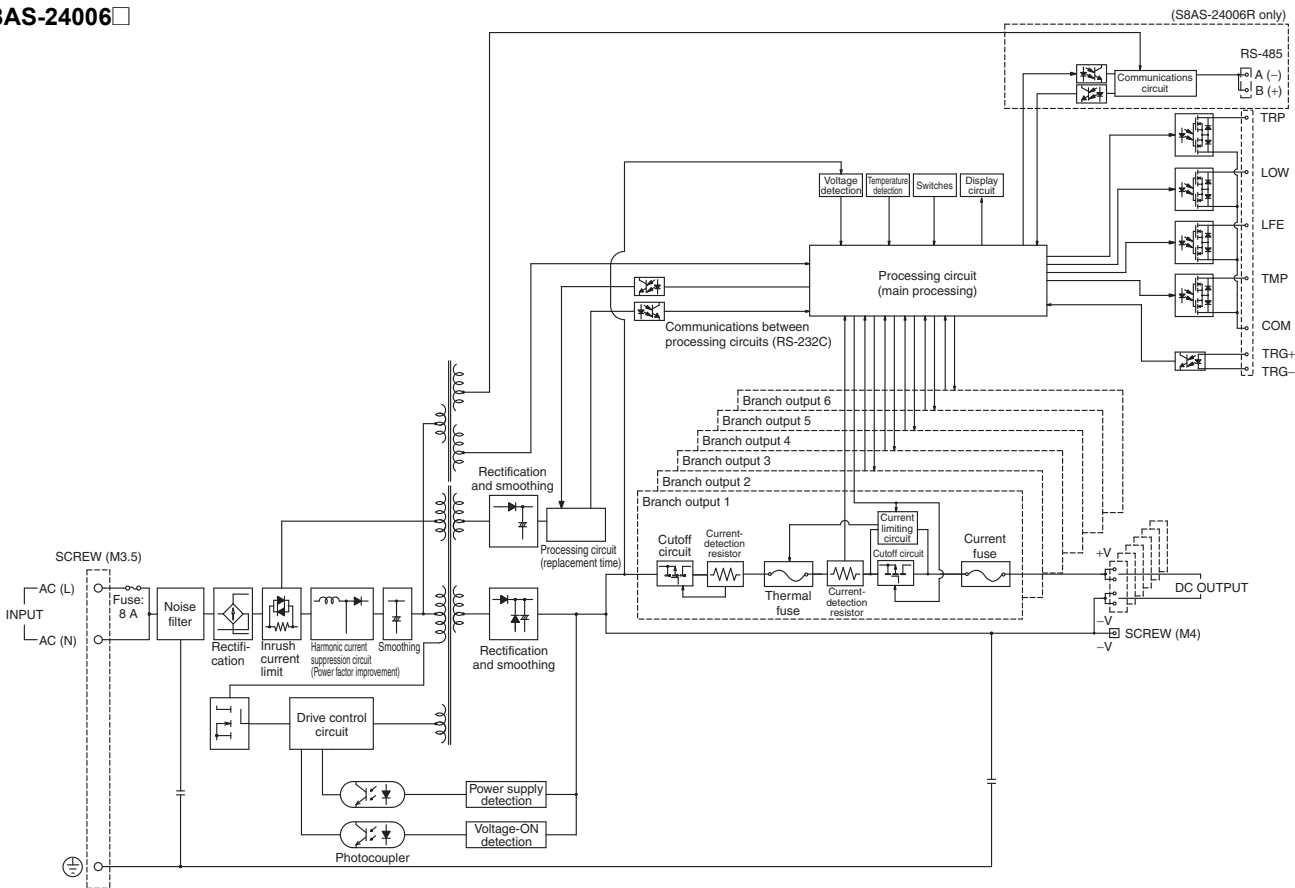 8AS-24006□
(S8AS-24006R only)
RS-485
A (−)
B (+)
Communications
circuit
TRP
LOW
LFE
TMP
COM
TRG+
TRG−
Voltage
detection
Temperature
detection
Switches
Display
circuit
Processing circuit
(main processing)
Communications between
processing circuits (RS-232C)
Branch output 6
Branch output 5
Branch output 4
Branch output 3
Branch output 2
Branch output 1
Rectification
and smoothing
Processing circuit
(replacement time)
Cutoff
circuit
Current-
detection
resistor
Thermal
fuse
Current-
detection
resistor
Current
limiting
circuit
Cutoff circuit
Current
fuse
+V
DC OUTPUT
−V
SCREW (M4)
−V
SCREW (M3.5)
INPUT
AC (L)
AC (N)
Fuse:
8 A
Noise
filter
Rectifi-
cation
Inrush
current
limit
Harmonic current
suppression circuit
(Power factor improvement)
Smoothing
Rectification
and smoothing
Drive control
circuit
Power supply
detection
Voltage-ON
detection
Photocoupler